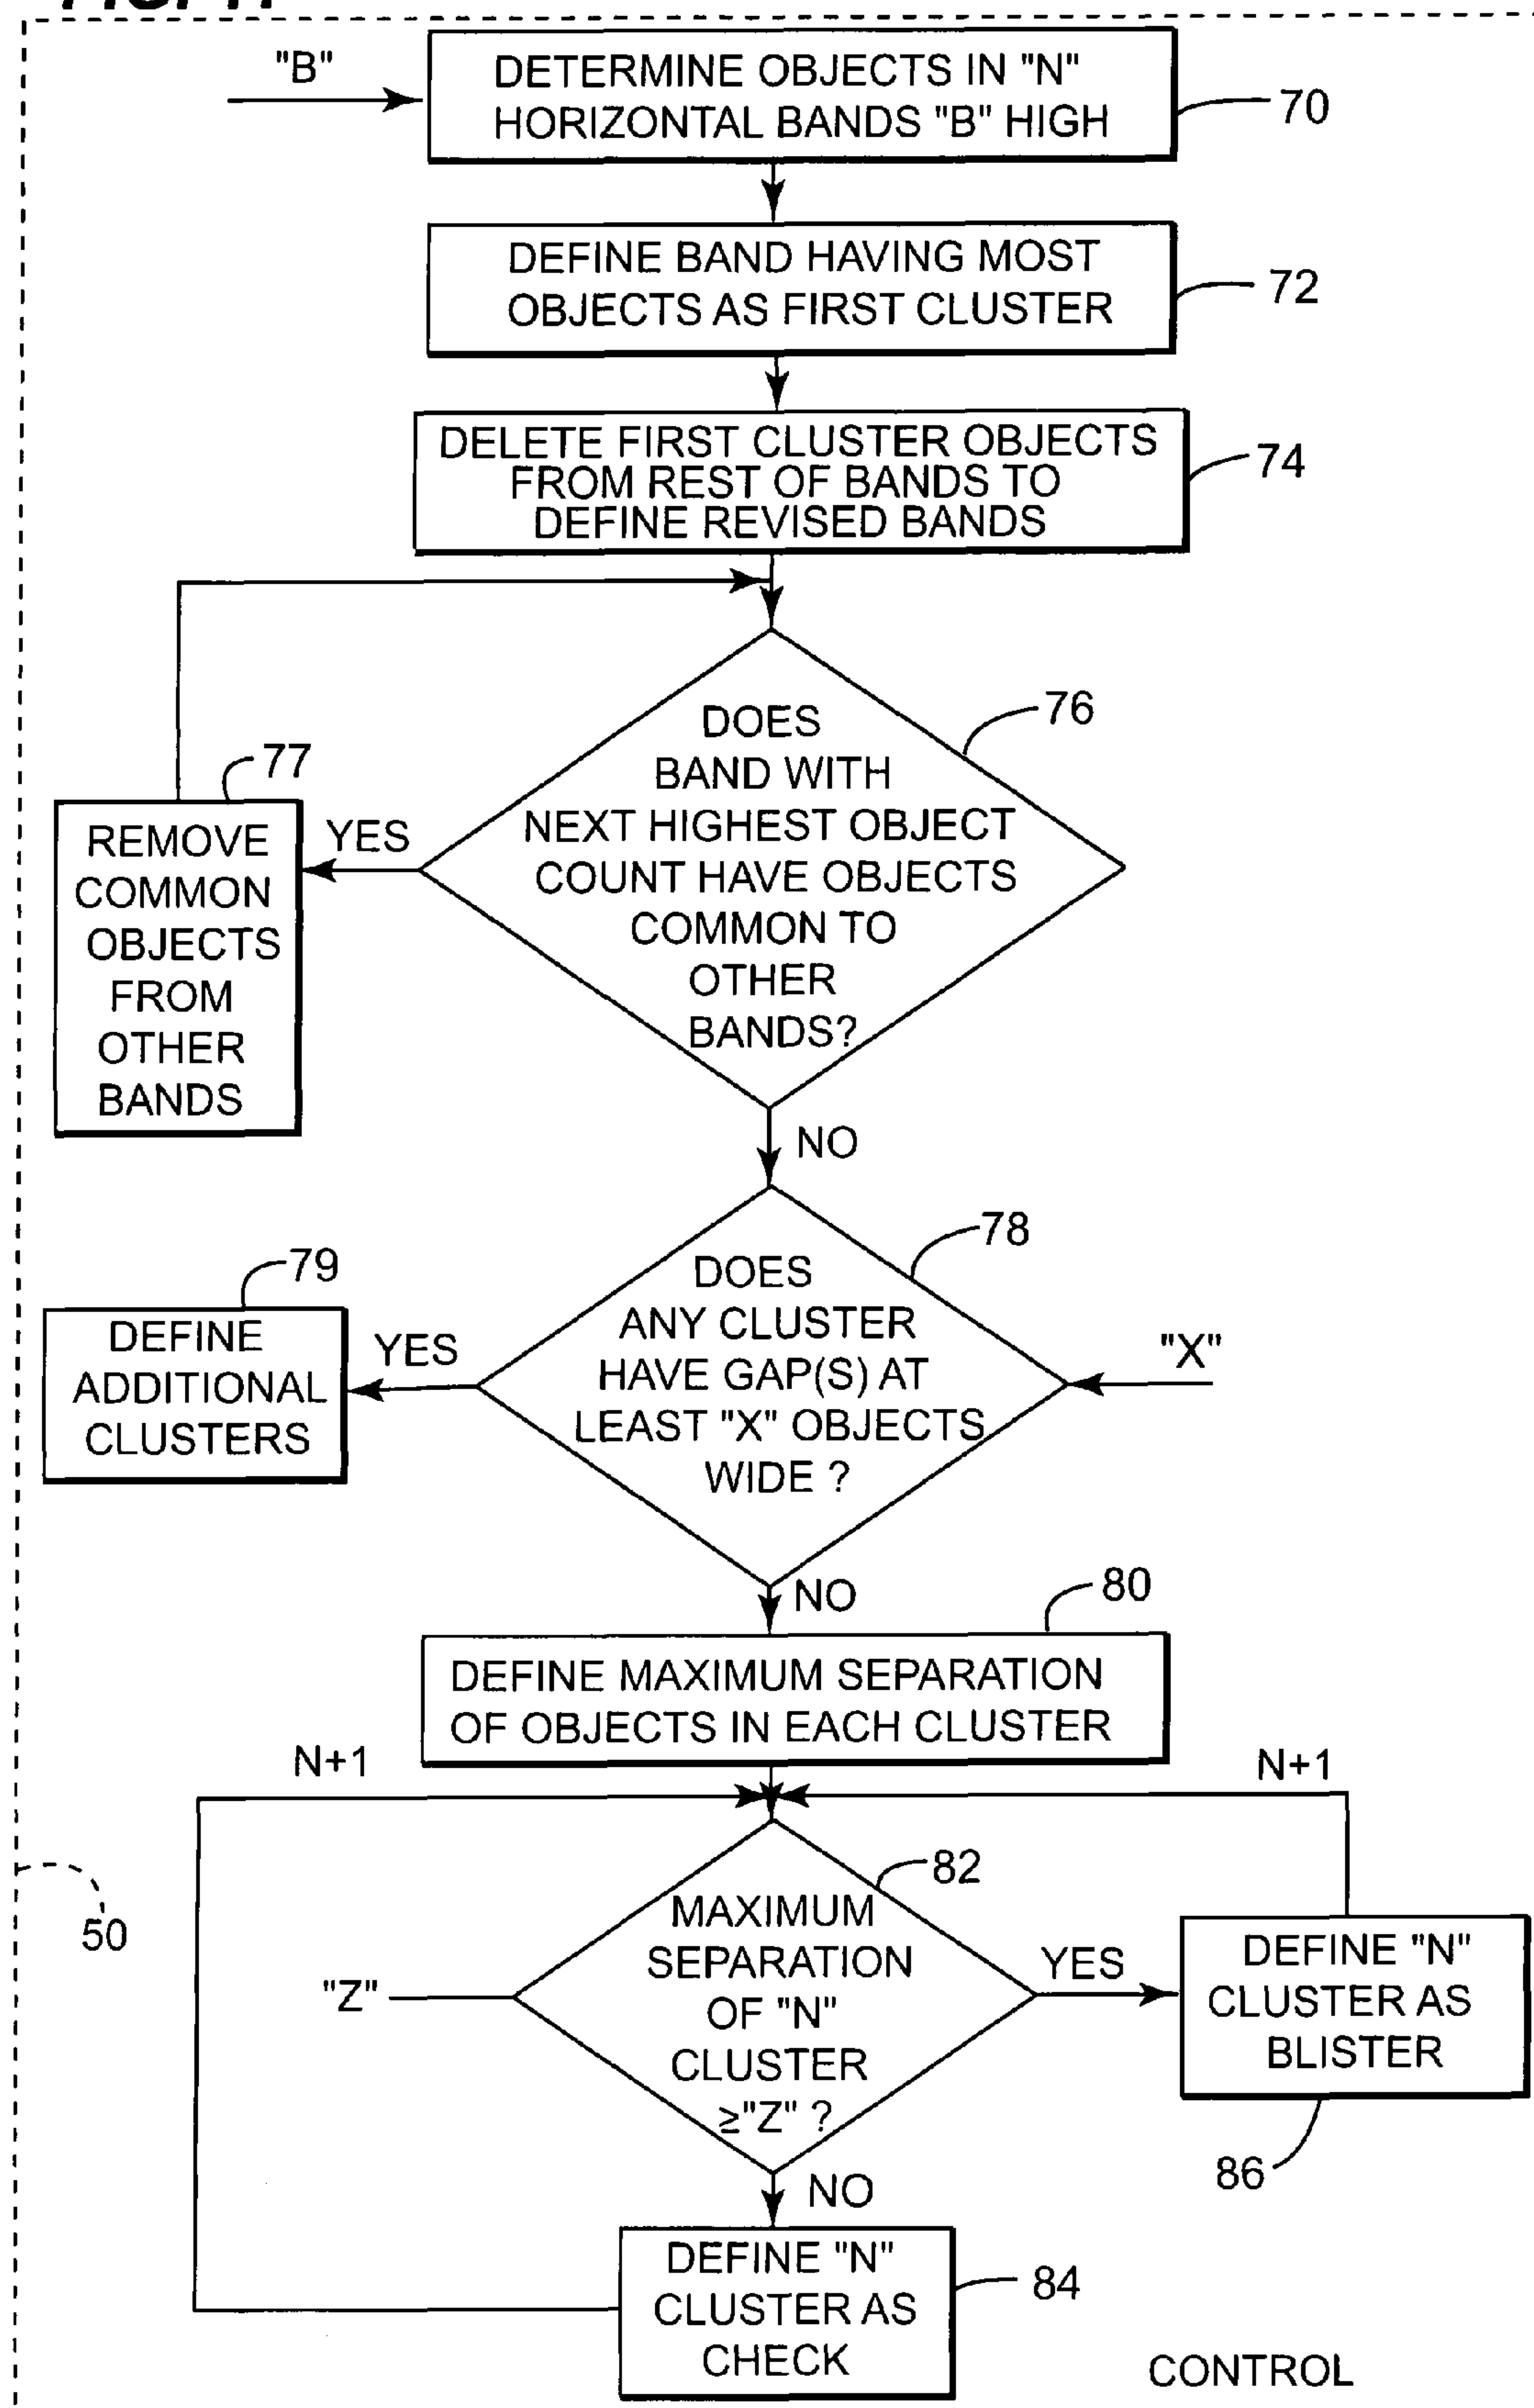 "B"
DETERMINE OBJECTS IN "N"
HORIZONTAL BANDS "B" HIGH
70
DEFINE BAND HAVING MOST
OBJECTS AS FIRST CLUSTER
72
DELETE FIRST CLUSTER OBJECTS
FROM REST OF BANDS TO
DEFINE REVISED BANDS
74
DOES
BAND WITH
NEXT HIGHEST OBJECT
COUNT HAVE OBJECTS
COMMON TO
OTHER
BANDS?
76
77
YES
REMOVE
COMMON
OBJECTS
FROM
OTHER
BANDS
NO
DOES
ANY CLUSTER
HAVE GAP(S) AT
LEAST "X" OBJECTS
WIDE ?
78
"X"
79
YES
DEFINE
ADDITIONAL
CLUSTERS
NO
80
DEFINE MAXIMUM SEPARATION
OF OBJECTS IN EACH CLUSTER
N+1
N+1
82
MAXIMUM
SEPARATION
OF "N"
CLUSTER
≥"Z" ?
"Z"
YES
DEFINE "N"
CLUSTER AS
BLISTER
86
50
NO
DEFINE "N"
CLUSTER AS
CHECK
84
CONTROL